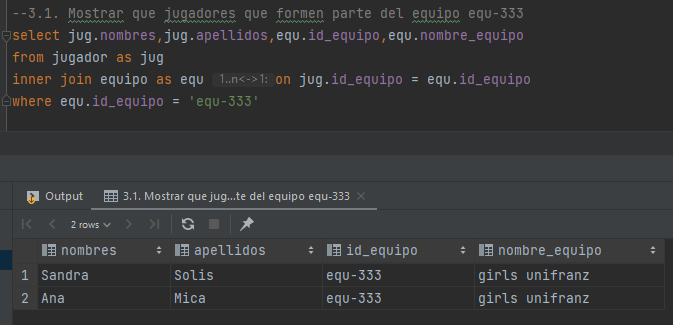 --3.1. Mostrar que jugadores que formen parte del equipo equ-333
select jug.nombres,jug.apellidos,equ.id_equipo,equ.nombre_equipo
from jugador as jug
inner join equipo as equ 1..n<->1: on jug.id_equipo = equ.id_equipo
where equ.id_equipo = 'equ-333'
Output 3.1. Mostrar que jug...te del equipo equ-333
2 rows
nombres apellidos id_equipo nombre_equipo
1 Sandra Solis equ-333 girls unifranz
2 Ana Mica equ-333 girls unifranz